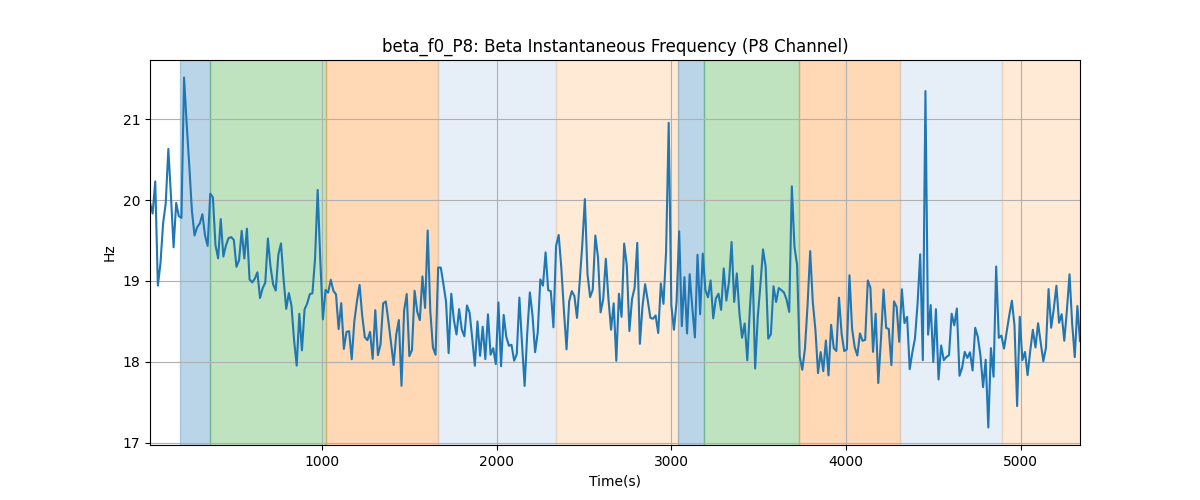 beta_f0_P8: Beta Instantaneous Frequency (P8 Channel)
21
20
19
18
17
Hz
1000 2000 3000 4000 5000
Time(s)